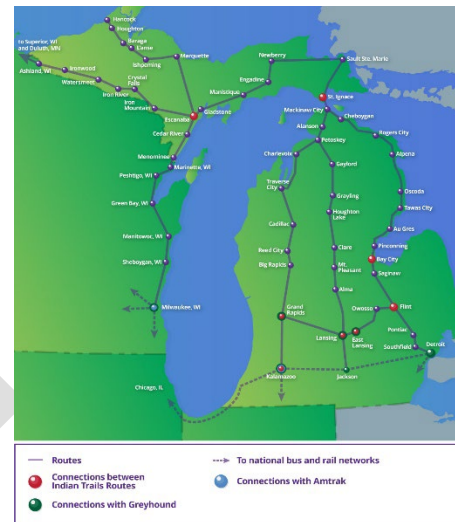 Hancock
Houghton
Baraga
L'anse
to Superior, WI
and Duluth, MN
Marquette
Ishpeming
Newberry
Sault Ste. Marie
Ashland, WI
Ironwood
Watersmeet
Crystal
Falls
Iron River
Iron
Mountain
Engadine
Manistique
Gladstone
Escanaba
Cedar River
St. Ignace
Mackinaw City
Cheboygan
Alanson
Rogers City
Menominee
Marinette, WI
Peshtigo, WI
Petoskey
Charlevoix
Alpena
Gaylord
Traverse
City
Grayling
Oscoda
Green Bay, WI
Houghton
Lake
Tawas City
Cadillac
Au Gres
Manitowoc, WI
Reed City
Clare
Pinconning
Sheboygan, WI
Big Rapids
Mt.
Pleasant
Bay City
Saginaw
Alma
Milwaukee, WI
Grand
Rapids
Owosso
Flint
Lansing
East
Lansing
Pontiac
Southfield
Detroit
Kalamazoo
Jackson
Chicago, IL
Routes
To national bus and rail networks
Connections between
Indian Trails Routes
Connections with Amtrak
Connections with Greyhound